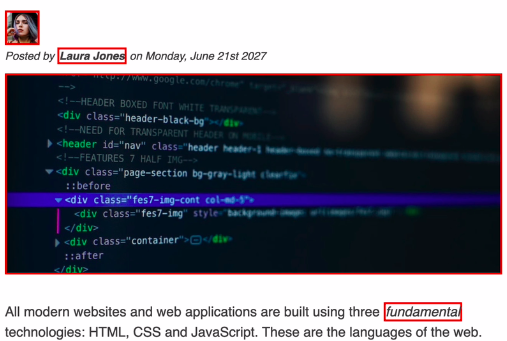 Posted by Laura Jones on Monday, June 21st 2027
http://www.google.com/chrome
-->
<!--HEADER BOXED FONT WHITE TRANSPARENT
<div class="header-black-bg"></div>
<!--NEED FOR TRANSPARENT HEADER ON MOBILE-->
<header id="nav" class="header header-1
<!--FEATURES 7 HALF IMG-->
<div class="page-section bg-gray-light clearfix">
::before
<div class="fes7-img-cont col-md-5">
<div class="fes7-img" style="background-image:
</div>
<div class="container"></div>
::after
</div>
All modern websites and web applications are built using three fundamental
technologies: HTML, CSS and JavaScript. These are the languages of the web.